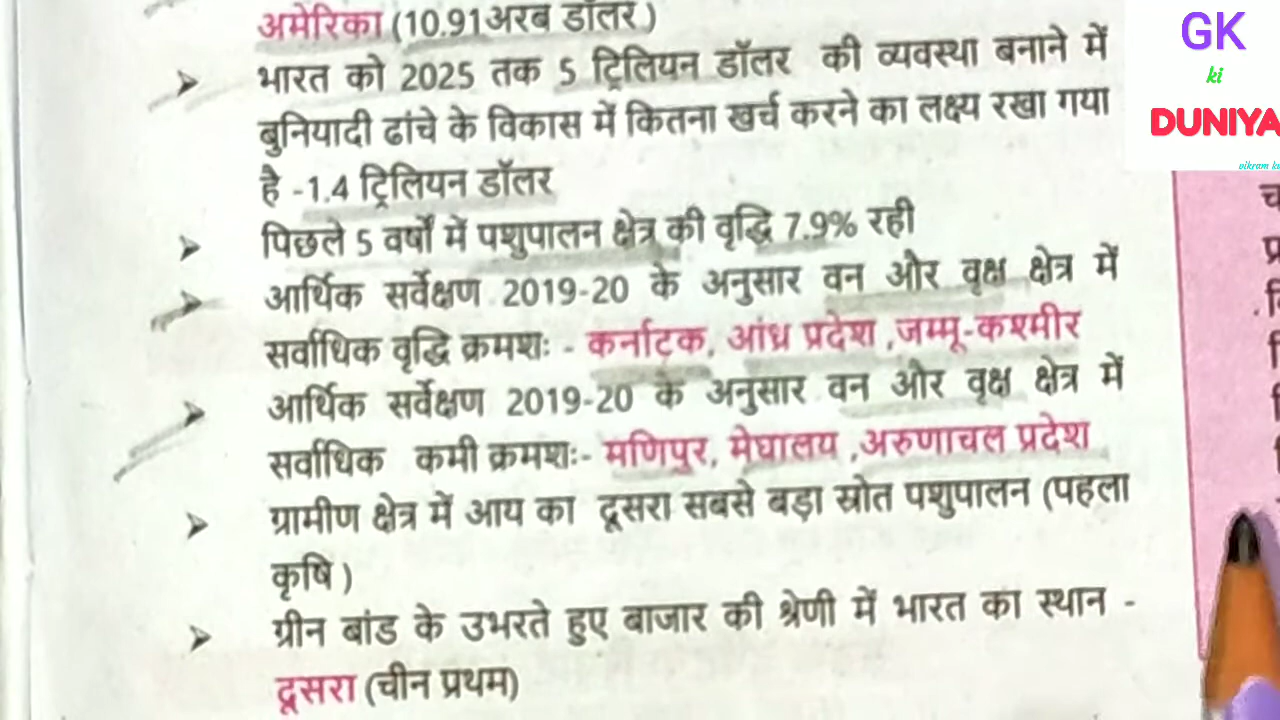 अमेरिका (10.91अरब डॉलर)
➤ भारत को 2025 तक 5 ट्रिलियन डॉलर की व्यवस्था बनाने में
बुनियादी ढांचे के विकास में कितना खर्च करने का लक्ष्य रखा गया
है -1.4 ट्रिलियन डॉलर
➤ पिछले 5 वर्षों में पशुपालन क्षेत्र की वृद्धि 7.9% रही
➤ आर्थिक सर्वेक्षण 2019-20 के अनुसार वन और वृक्ष क्षेत्र में
सर्वाधिक वृद्धि क्रमशः - कर्नाटक, आंध्र प्रदेश ,जम्मू-कश्मीर
➤ आर्थिक सर्वेक्षण 2019-20 के अनुसार वन और वृक्ष क्षेत्र में
सर्वाधिक कमी क्रमशः- मणिपुर, मेघालय ,अरुणाचल प्रदेश
➤ ग्रामीण क्षेत्र में आय का दूसरा सबसे बड़ा स्रोत पशुपालन (पहला
कृषि )
➤ ग्रीन बांड के उभरते हुए बाजार की श्रेणी में भारत का स्थान -
दूसरा (चीन प्रथम)
GK
ki
DUNIYA
vikram